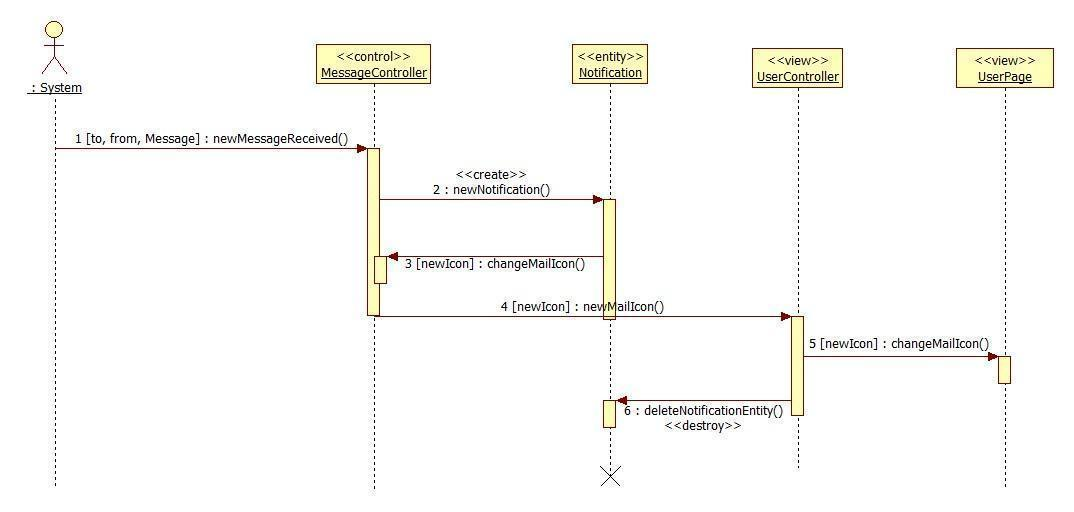 <<control>>
MessageController
<<entity>>
Notification
<<view>>
UserController
<<view>>
UserPage
: System
1 [to, from, Message] : newMessageReceived()
<<create>>
2 : newNotification()
3 [newIcon] : changeMailIcon()
4 [newIcon] : newMailIcon()
5 [newIcon] : changeMailIcon()
6 : deleteNotificationEntity()
<<destroy>>